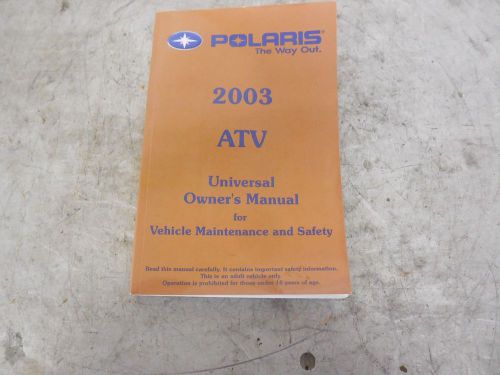 POLARIS®
The Way Out.
2003
ATV
Universal
Owner's Manual
for
Vehicle Maintenance and Safety
Read this manual carefully. It contains important safety information.
This is an adult vehicle only.
Operation is prohibited for those under 16 years of age.